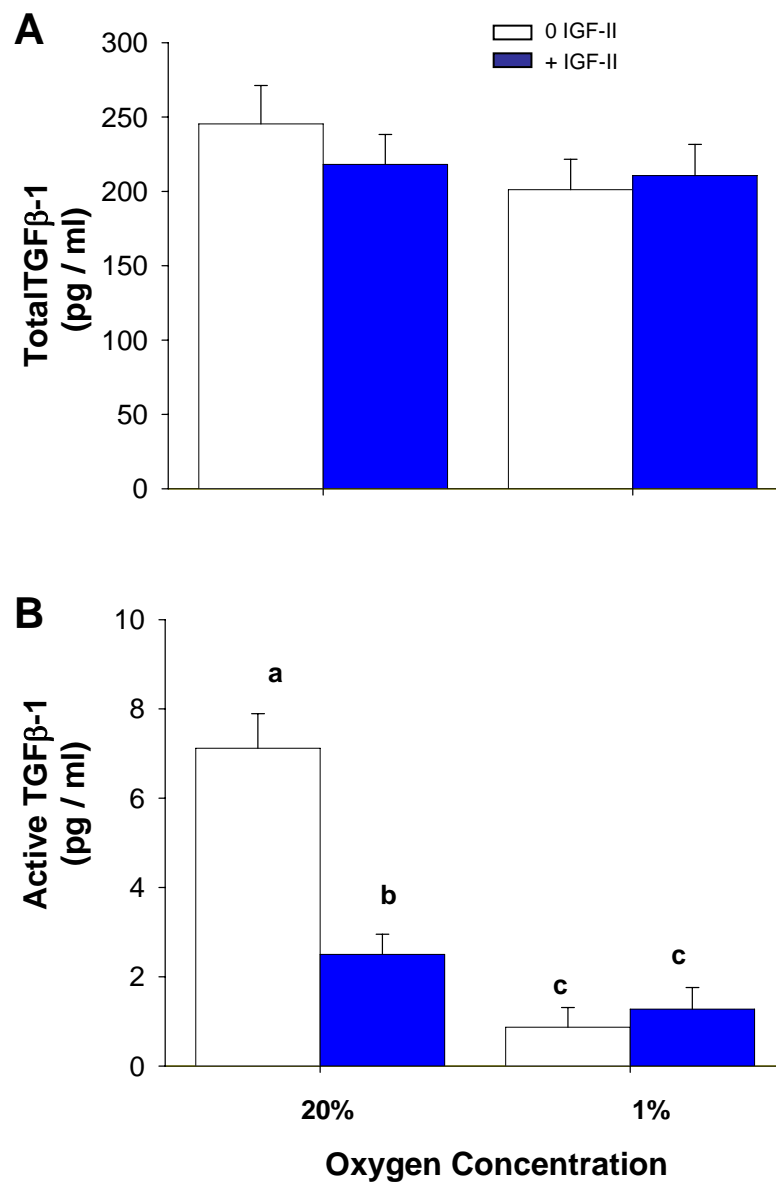 A
0 IGF-II
+ IGF-II
300
250
200
150
100
50
0
TotalTGFβ-1
(pg / ml)
B
10
8
6
4
2
0
Active TGFβ-1
(pg / ml)
a
b
c
c
20%
1%
Oxygen Concentration